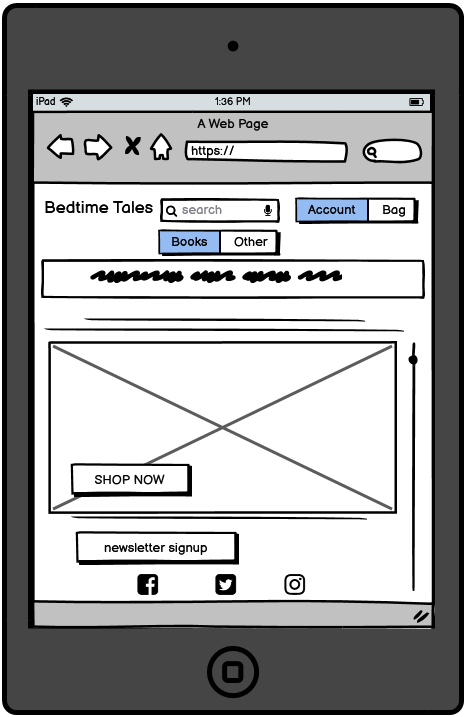 iPad 1:36 PM
A Web Page
https://
Bedtime Tales search Account Bag
Books Other
SHOP NOW
newsletter signup